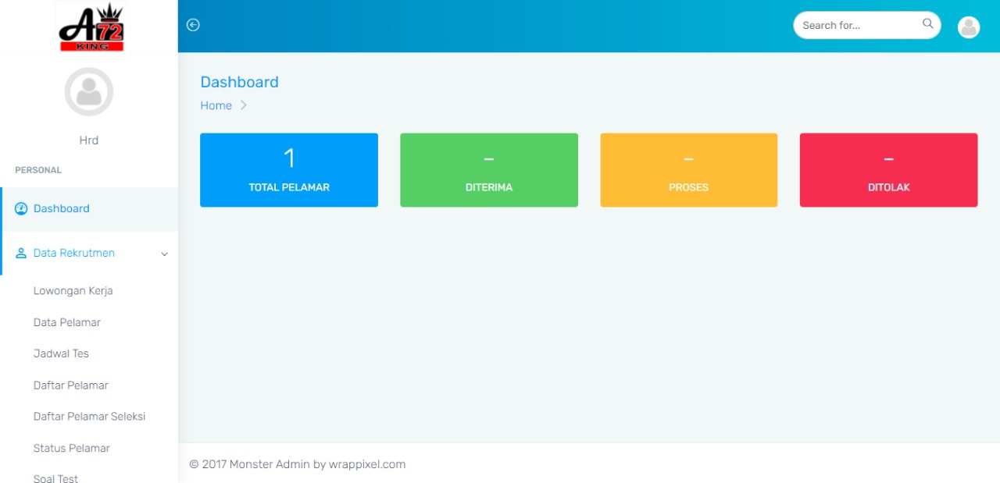 A72
KING
Search for...
Hrd
PERSONAL
Dashboard
Data Rekrutmen
Lowongan Kerja
Data Pelamar
Jadwal Tes
Daftar Pelamar
Daftar Pelamar Seleksi
Status Pelamar
Soal Test
Dashboard
Home
1
TOTAL PELAMAR
–
DITERIMA
–
PROSES
–
DITOLAK
© 2017 Monster Admin by wrappixel.com